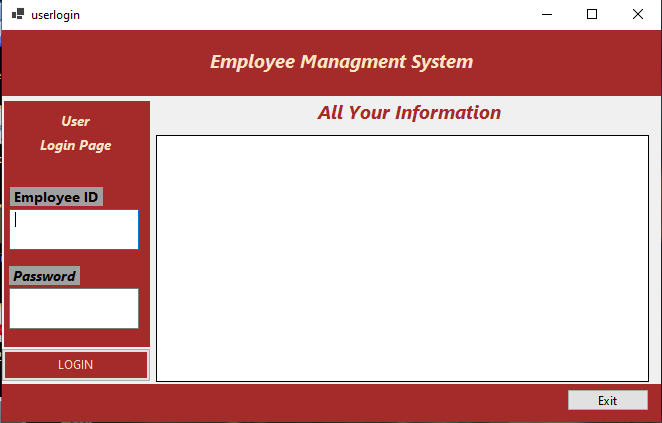 userlogin
Employee Managment System
User
Login Page
All Your Information
Employee ID
Password
LOGIN
Exit